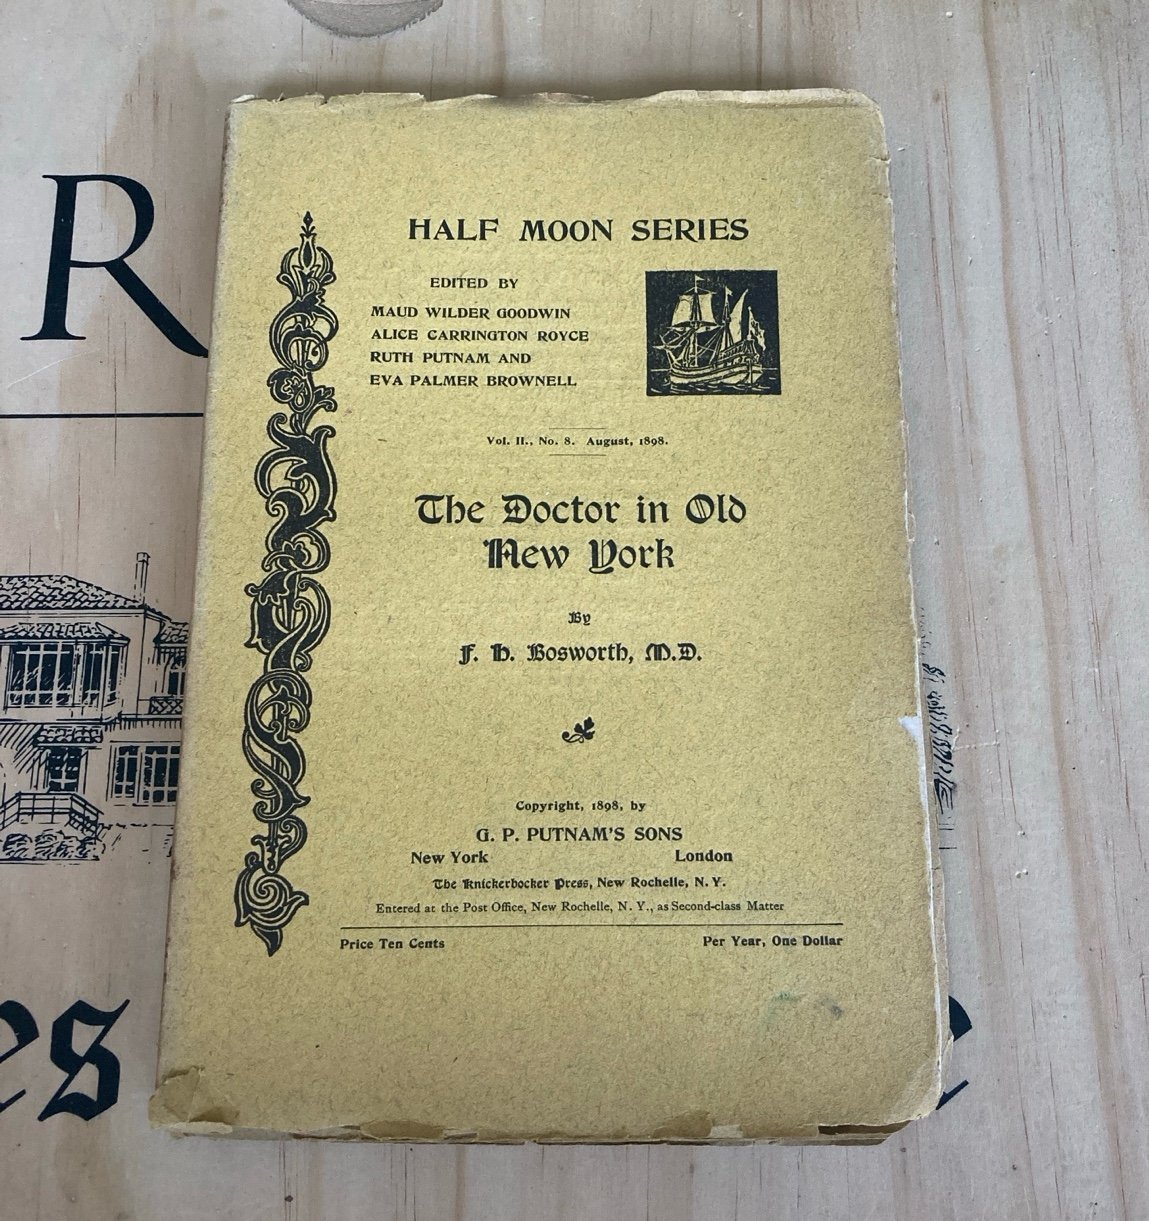 R
HALF MOON SERIES
EDITED BY
MAUD WILDER GOODWIN
ALICE CARRINGTON ROYCE
RUTH PUTNAM AND
EVA PALMER BROWNELL
Vol. II., No. 8. August, 1898.
The Doctor in Old
New York
By
F. H. Bosworth, M.D.
Copyright, 1898, by
G. P. PUTNAM'S SONS
New York London
The Knickerbocker Press, New Rochelle, N. Y.
Entered at the Post Office, New Rochelle, N. Y., as Second-class Matter
Price Ten Cents Per Year, One Dollar
es